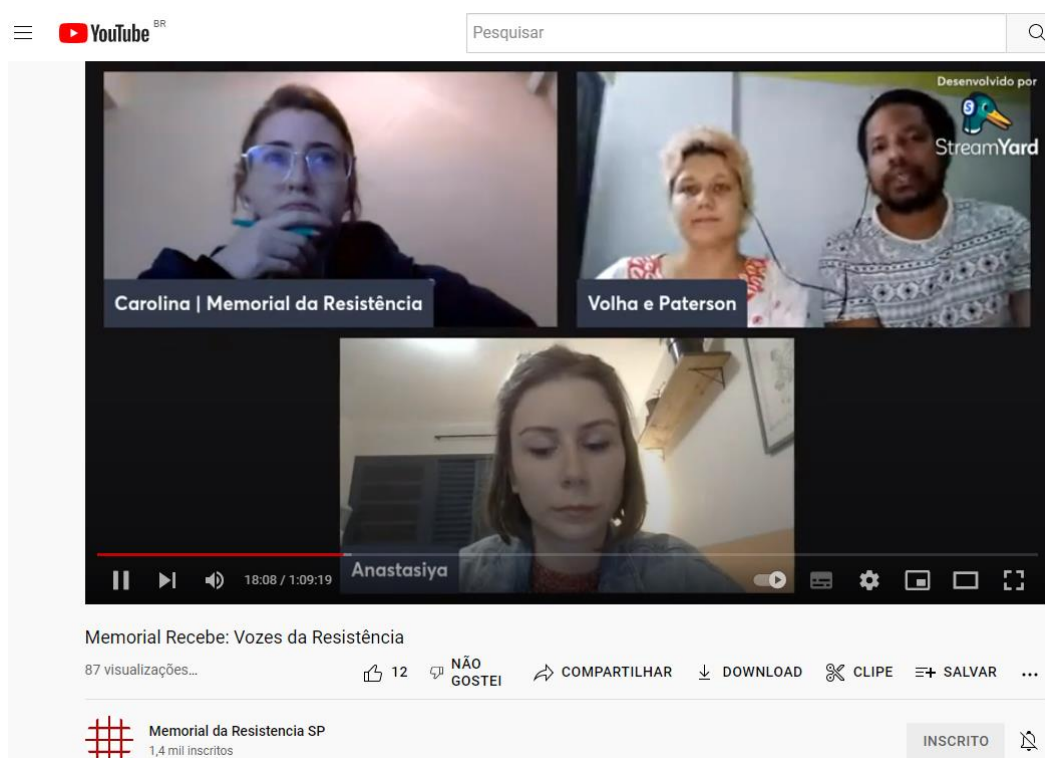 YouTube BR
Pesquisar
Desenvolvido por
StreamYard
Carolina | Memorial da Resistência
Volha e Paterson
Anastasiya
18:08 / 1:09:19
Memorial Recebe: Vozes da Resistência
87 visualizações...
12
NÃO GOSTEI
COMPARTILHAR
DOWNLOAD
CLIPE
SALVAR
...
Memorial da Resistencia SP
1,4 mil inscritos
INSCRITO